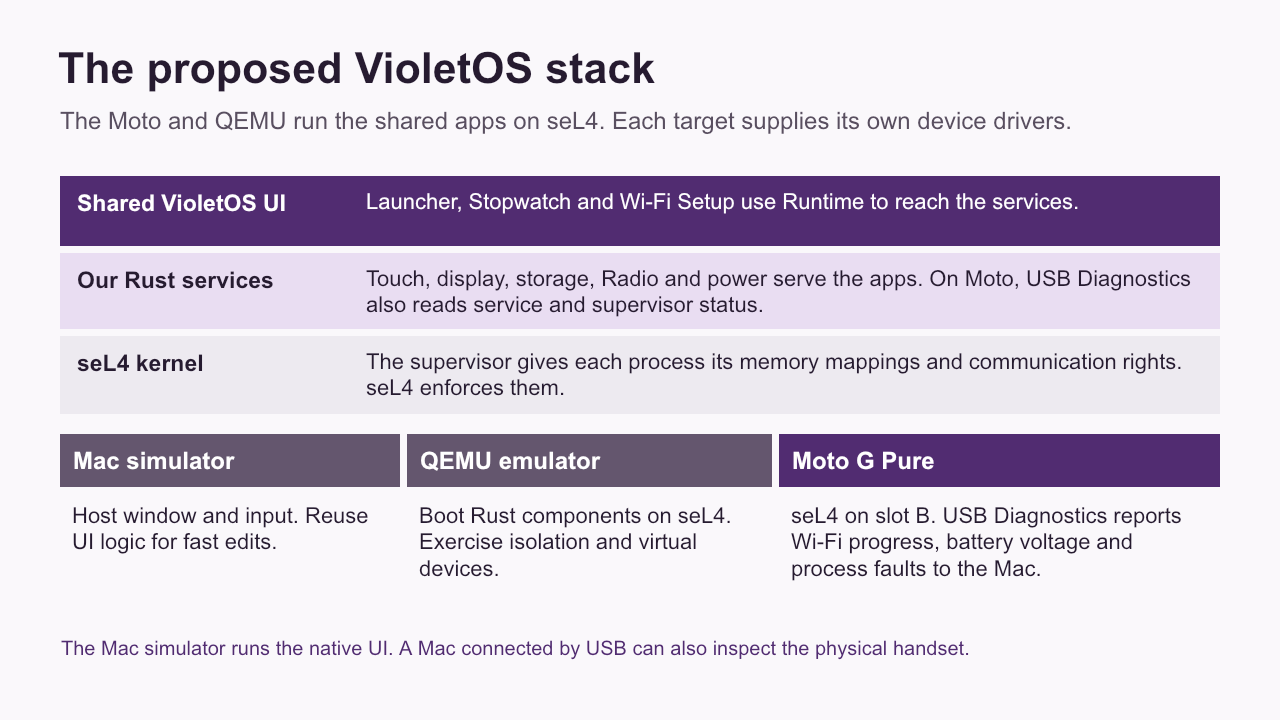 The proposed VioletOS stack
The Moto and QEMU run the shared apps on seL4. Each target supplies its own device drivers.
Shared VioletOS UI
Launcher, Stopwatch and Wi-Fi Setup use Runtime to reach the services.
Our Rust services
Touch, display, storage, Radio and power serve the apps. On Moto, USB Diagnostics
also reads service and supervisor status.
seL4 kernel
The supervisor gives each process its memory mappings and communication rights.
seL4 enforces them.
Mac simulator
Host window and input. Reuse
UI logic for fast edits.
QEMU emulator
Boot Rust components on seL4.
Exercise isolation and virtual
devices.
Moto G Pure
seL4 on slot B. USB Diagnostics reports
Wi-Fi progress, battery voltage and
process faults to the Mac.
The Mac simulator runs the native UI. A Mac connected by USB can also inspect the physical handset.